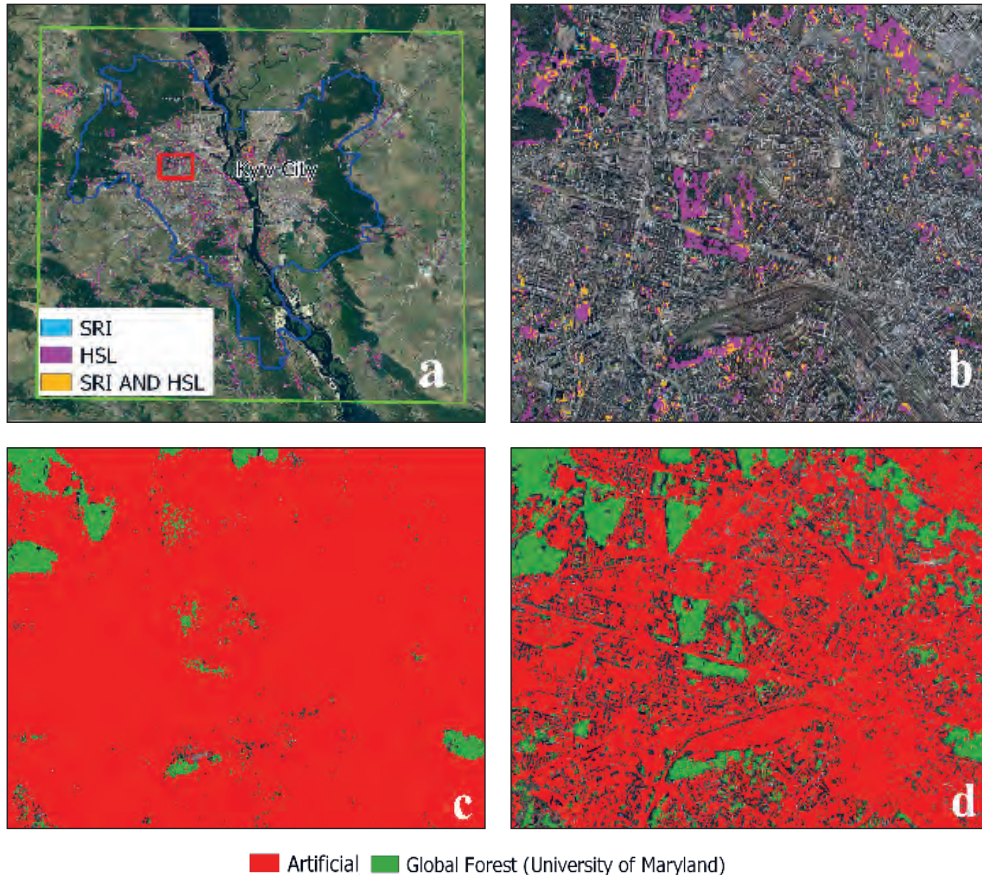 Kyiv City
SRI
HSL
SRI AND HSL
a
b
c
d
Artificial
Global Forest (University of Maryland)